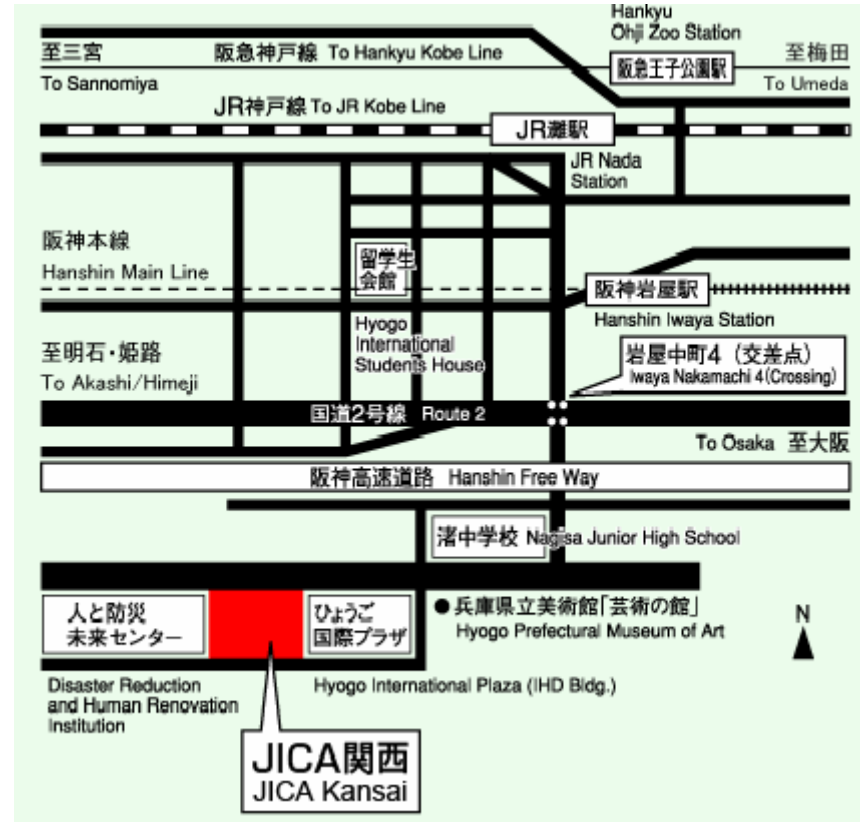 Hankyu
Ohji Zoo Station
至三宮
阪急神戸線 To Hankyu Kobe Line
阪急王子公園駅
至梅田
To Sannomiya
To Umeda
JR神戸線 To JR Kobe Line
JR灘駅
JR Nada
Station
阪神本線
Hanshin Main Line
留学生
会館
阪神岩屋駅
Hanshin Iwaya Station
Hyogo
International
Students House
至明石・姫路
To Akashi/Himeji
岩屋中町4(交差点)
Iwaya Nakamachi 4(Crossing)
国道2号線 Route 2
To Osaka 至大阪
阪神高速道路 Hanshin Free Way
渚中学校 Nagisa Junior High School
人と防災
未来センター
ひょうご
国際プラザ
●兵庫県立美術館「芸術の館」
Hyogo Prefectural Museum of Art
N
Disaster Reduction
and Human Renovation
Institution
Hyogo International Plaza (IHD Bldg.)
JICA関西
JICA Kansai